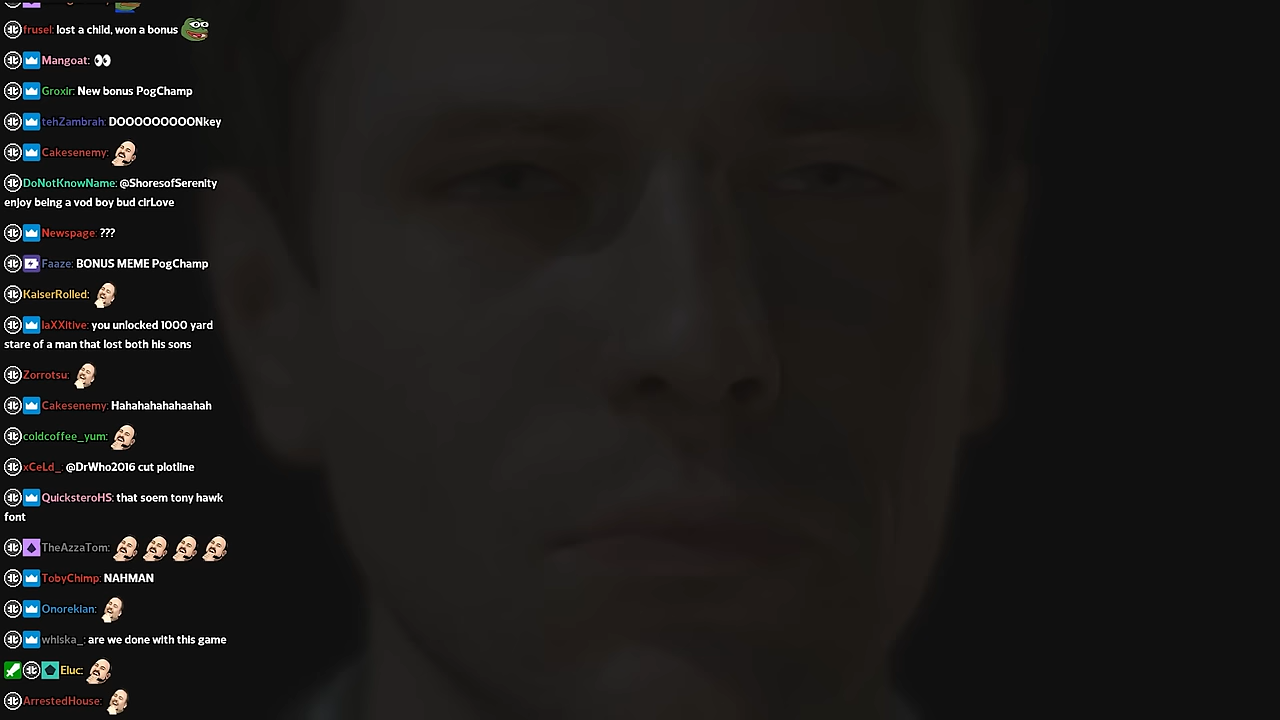 frusel: lost a child, won a bonus
Mangoat:
Groxir: New bonus PogChamp
tehZambrah: DOOOOOOOOONkey
Cakesenemy:
DoNotKnowName: @ShoresofSerenity
enjoy being a vod boy bud cirLove
Newspage: ???
Faaze: BONUS MEME PogChamp
KaiserRolled:
laXXitive: you unlocked 1000 yard
stare of a man that lost both his sons
Zorrotsu:
Cakesenemy: Hahahahahahaahah
coldcoffee_yum:
xCeLd_: @DrWho2016 cut plotline
QuicksteroHS: that soem tony hawk
font
TheAzzaTom:
TobyChimp: NAHMAN
Onorekian:
whiska_: are we done with this game
Eluc:
ArrestedHouse: